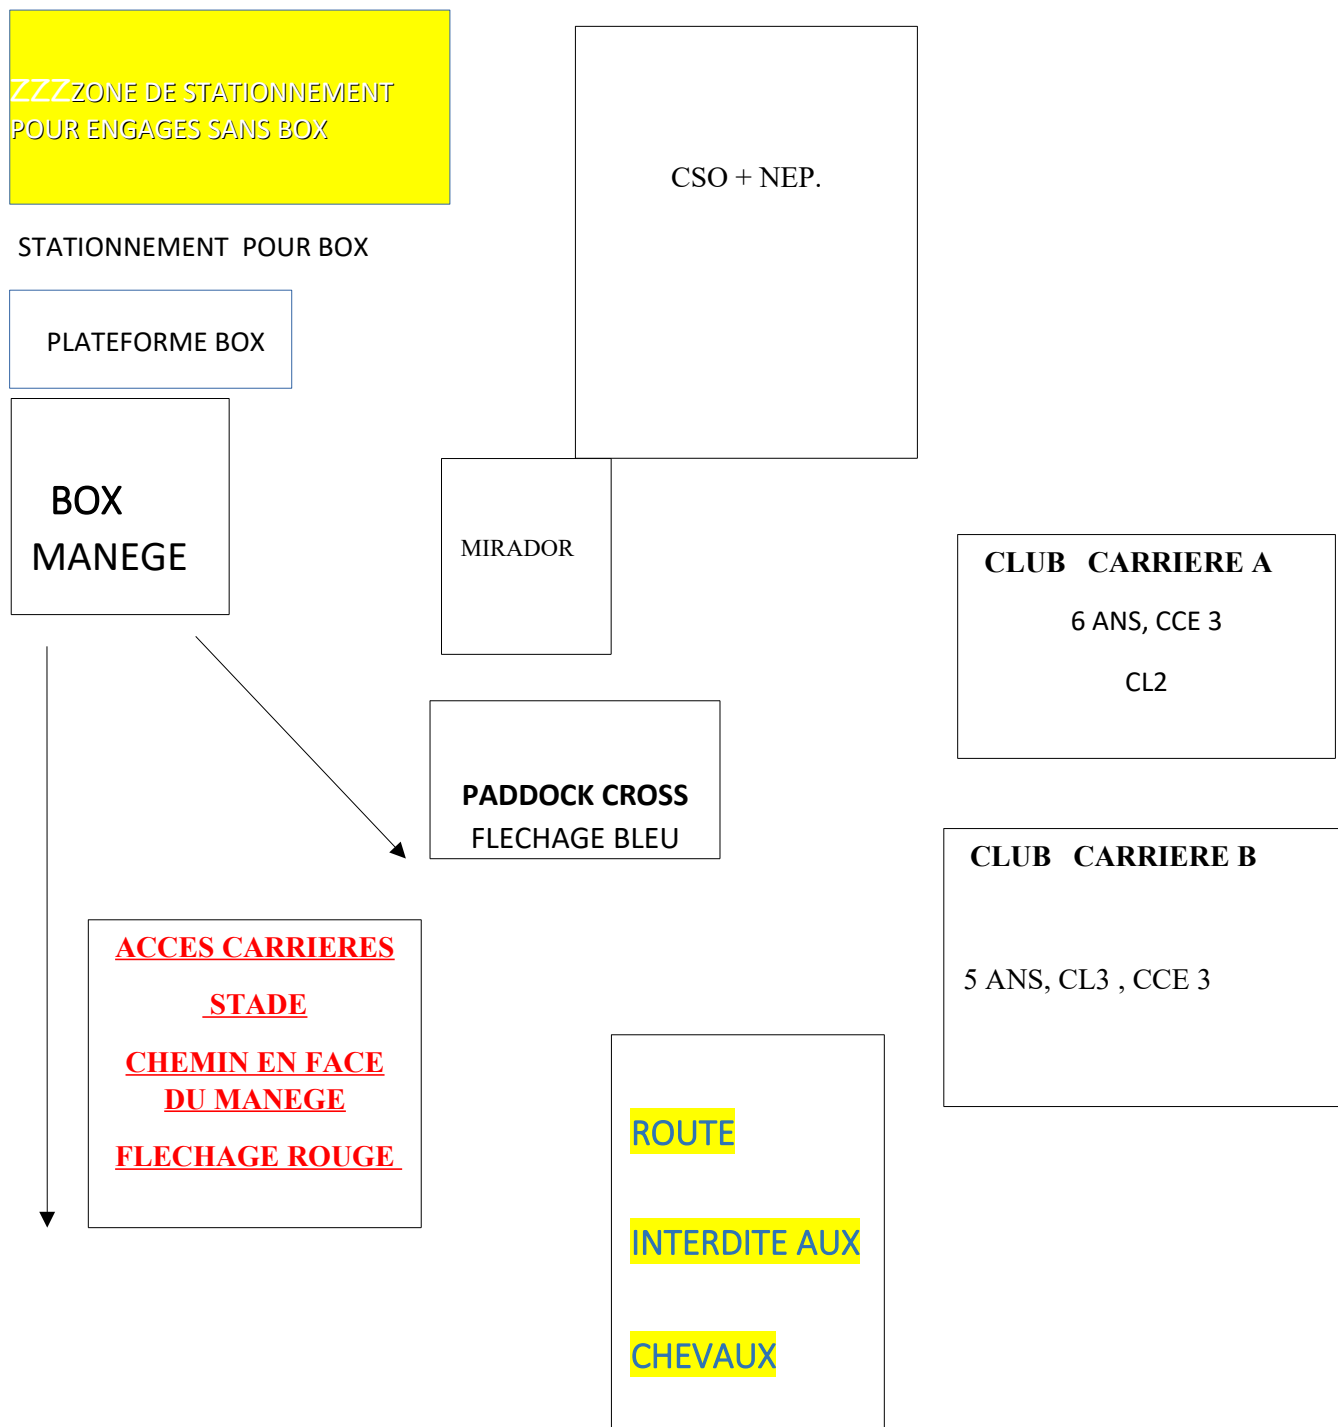 ZZZZONE DE STATIONNEMENT
POUR ENGAGES SANS BOX
CSO + NEP.
STATIONNEMENT POUR BOX
PLATEFORME BOX
BOX
MANEGE
MIRADOR
CLUB CARRIERE A
6 ANS, CCE 3
CL2
PADDOCK CROSS
FLECHAGE BLEU
CLUB CARRIERE B
5 ANS, CL3 , CCE 3
ACCES CARRIERES
STADE
CHEMIN EN FACE
DU MANEGE
FLECHAGE ROUGE
ROUTE
INTERDITE AUX
CHEVAUX